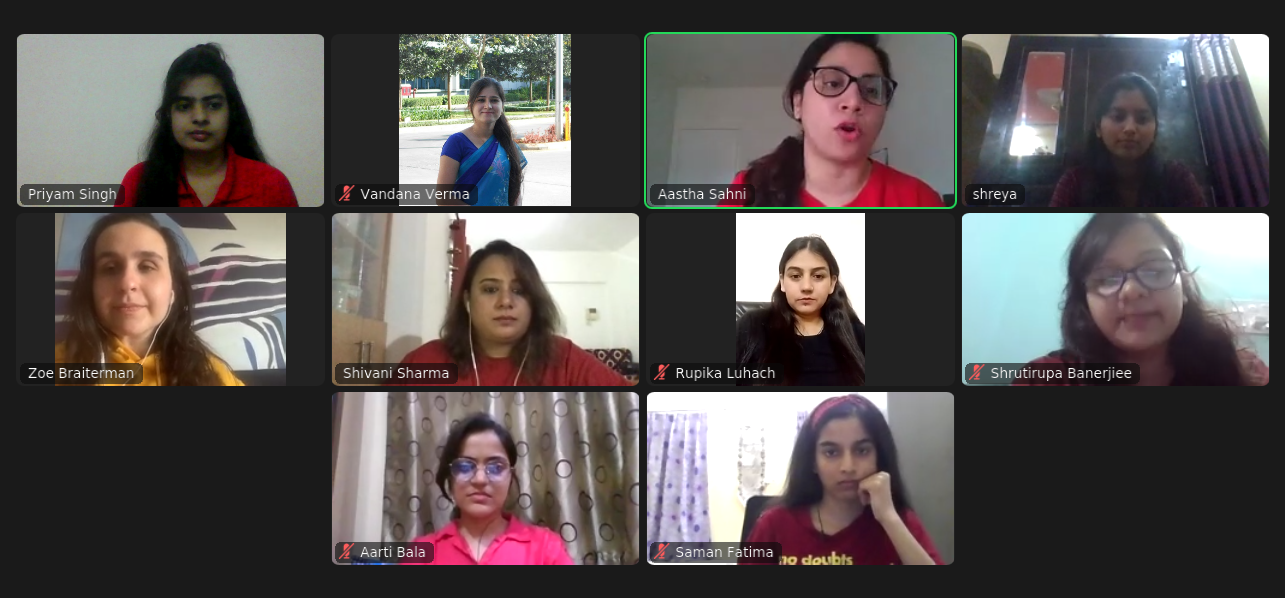 Priyam Singh
Vandana Verma
Aastha Sahni
shreya
Zoe Braiterman
Shivani Sharma
Rupika Luhach
Shrutirupa Banerjiee
Aarti Bala
Saman Fatima
no doubts